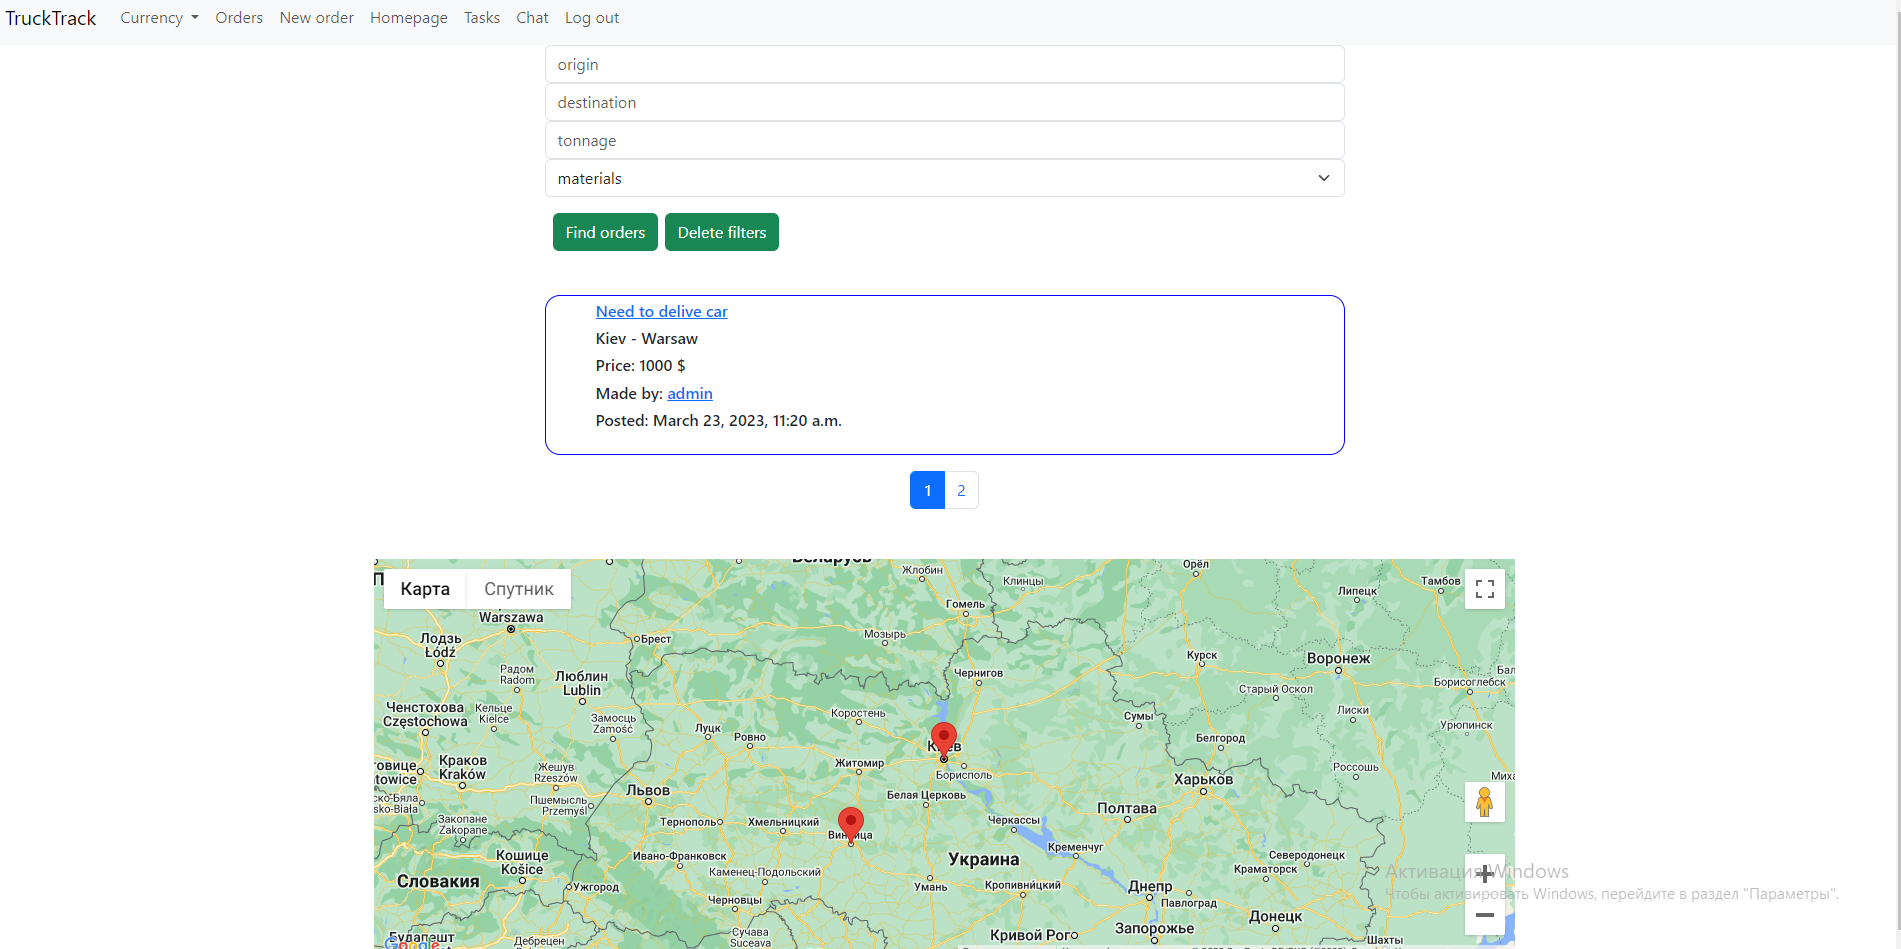 TruckTrack Currency Orders New order Homepage Tasks Chat Log out
origin
destination
tonnage
materials
Find orders Delete filters
Need to delive car
Kiev - Warsaw
Price: 1000 $
Made by: admin
Posted: March 23, 2023, 11:20 a.m.
1 2
Карта Спутник
Жлобин
Клинцы
Орёл
Липецк
Тамбов
Warszawa
Гомель
Лодзь
Łódź
Брест
Мозырь
Курск
Воронеж
Радом
Radom
Люблин
Lublin
Чернигов
Старый Оскол
Борисоглебск
Ченстохова
Częstochowa
Кельце
Kielce
Замосць
Zamość
Луцк
Ровно
Коростень
Сумы
Лиски
Урюпинск
Белгород
Краков
Kraków
Жешув
Rzeszów
Житомир
Борисполь
Россошь
Харьков
Львов
Пшемысль
Przemyśl
Белая Церковь
Полтава
Закопане
Zakopane
Тернополь
Хмельницкий
Винница
Черкассы
Кременчуг
Кошице
Košice
Ивано-Франковск
Украина
Северодонецк
Краматорск
Словакия
Ужгород
Каменец-Подольский
Умань
Кропивницкий
Днепр
Павлоград
Черновцы
Донецк
Запорожье
Кривой Рог
Сучава
Suceava
Дебрецен
Будапешт
Шахты
Google
Активация Windows
Чтобы активировать Windows, перейдите в раздел "Параметры".